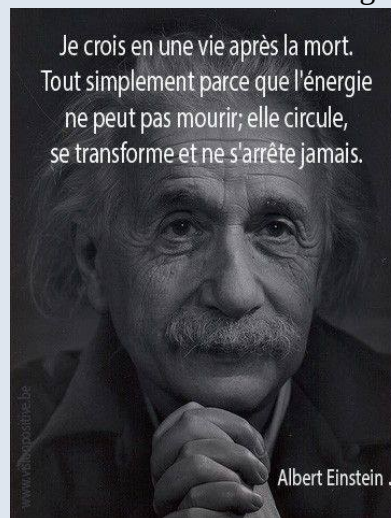 Je crois en une vie après la mort.
Tout simplement parce que l'énergie
ne peut pas mourir; elle circule,
se transforme et ne s'arrête jamais.
Albert Einstein .
www.visionpositive.be